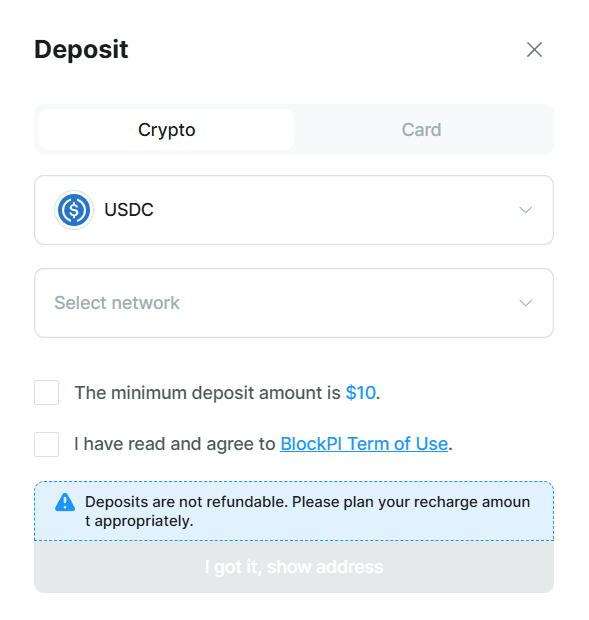 Deposit
Crypto
Card
USDC
Select network
The minimum deposit amount is $10.
I have read and agree to BlockPI Term of Use.
Deposits are not refundable. Please plan your recharge amoun
t appropriately.
I got it, show address